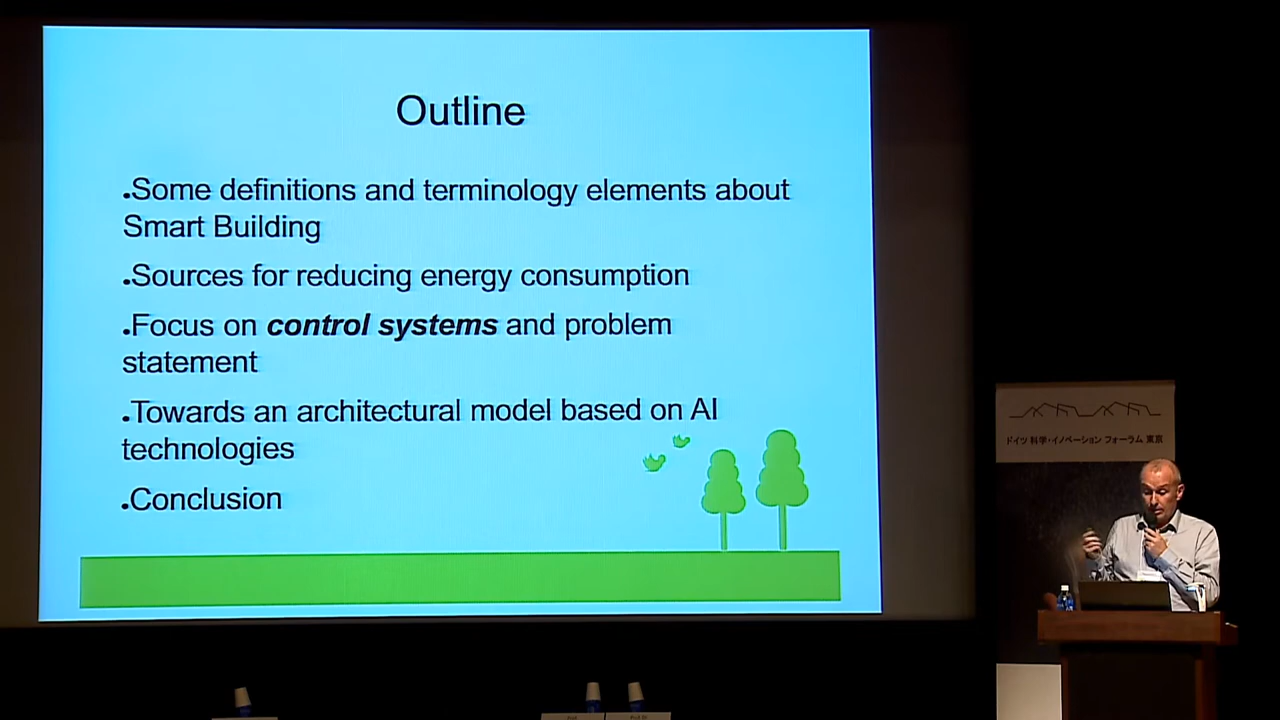 Outline
.Some definitions and terminology elements about
Smart Building
.Sources for reducing energy consumption
.Focus on control systems and problem
statement
.Towards an architectural model based on AI
technologies
.Conclusion
ドイツ 科学・イノベーション フォーラム 東京